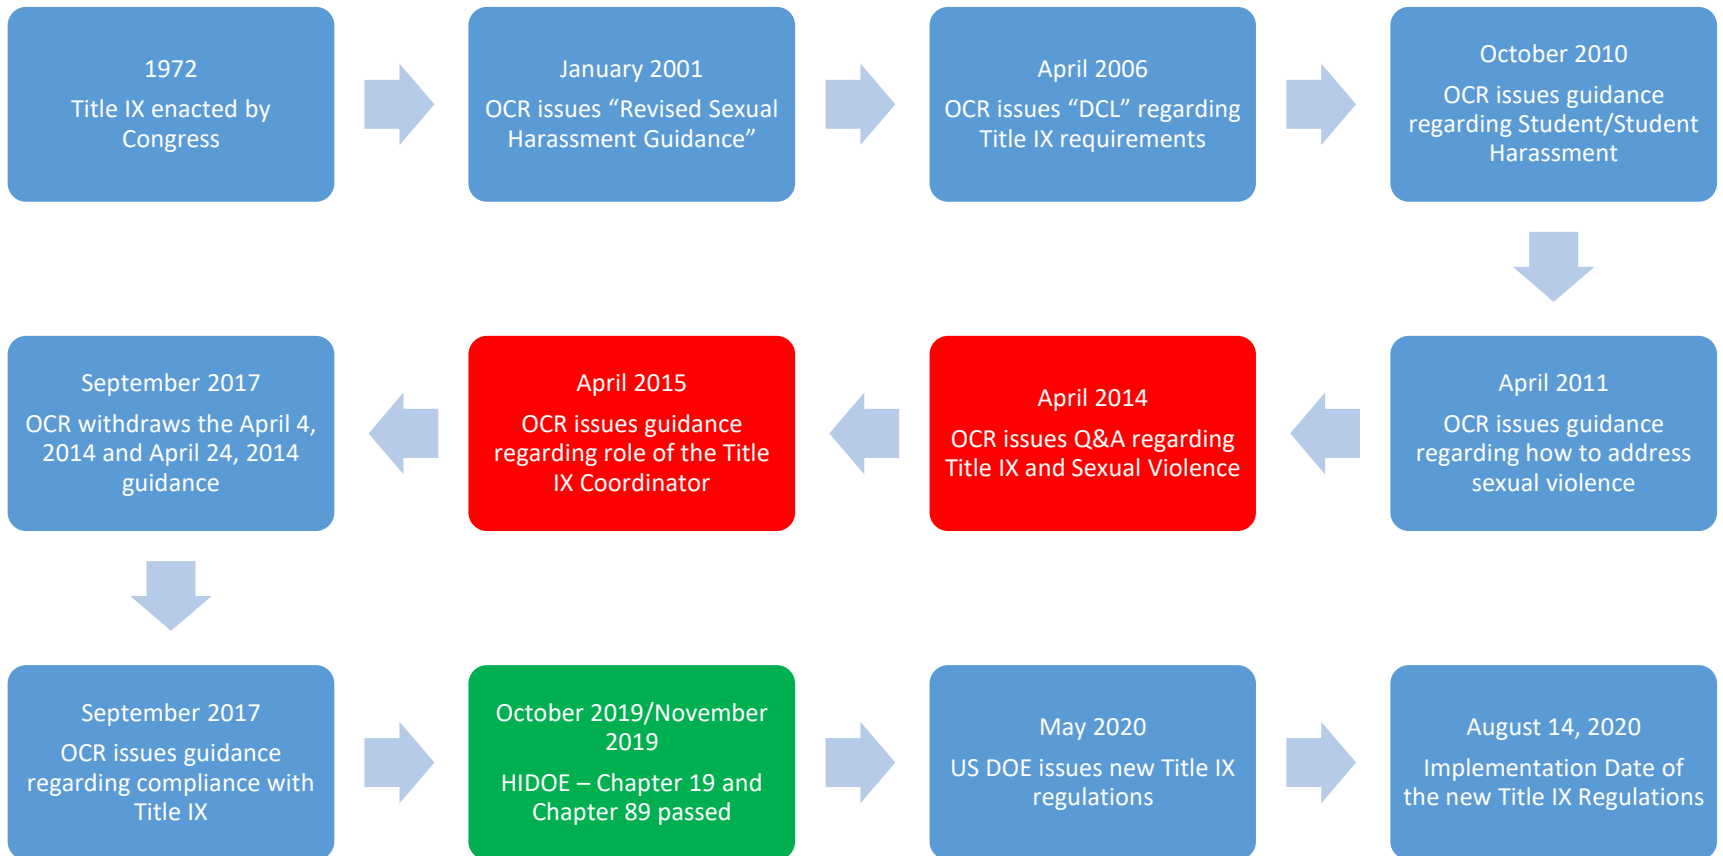 1972
Title IX enacted by
Congress
January 2001
OCR issues “Revised Sexual
Harassment Guidance”
April 2006
OCR issues “DCL” regarding
Title IX requirements
October 2010
OCR issues guidance
regarding Student/Student
Harassment
April 2011
OCR issues guidance
regarding how to address
sexual violence
April 2014
OCR issues Q&A regarding
Title IX and Sexual Violence
April 2015
OCR issues guidance
regarding role of the Title
IX Coordinator
September 2017
OCR withdraws the April 4,
2014 and April 24, 2014
guidance
September 2017
OCR issues guidance
regarding compliance with
Title IX
October 2019/November
2019
HIDOE – Chapter 19 and
Chapter 89 passed
May 2020
US DOE issues new Title IX
regulations
August 14, 2020
Implementation Date of
the new Title IX Regulations